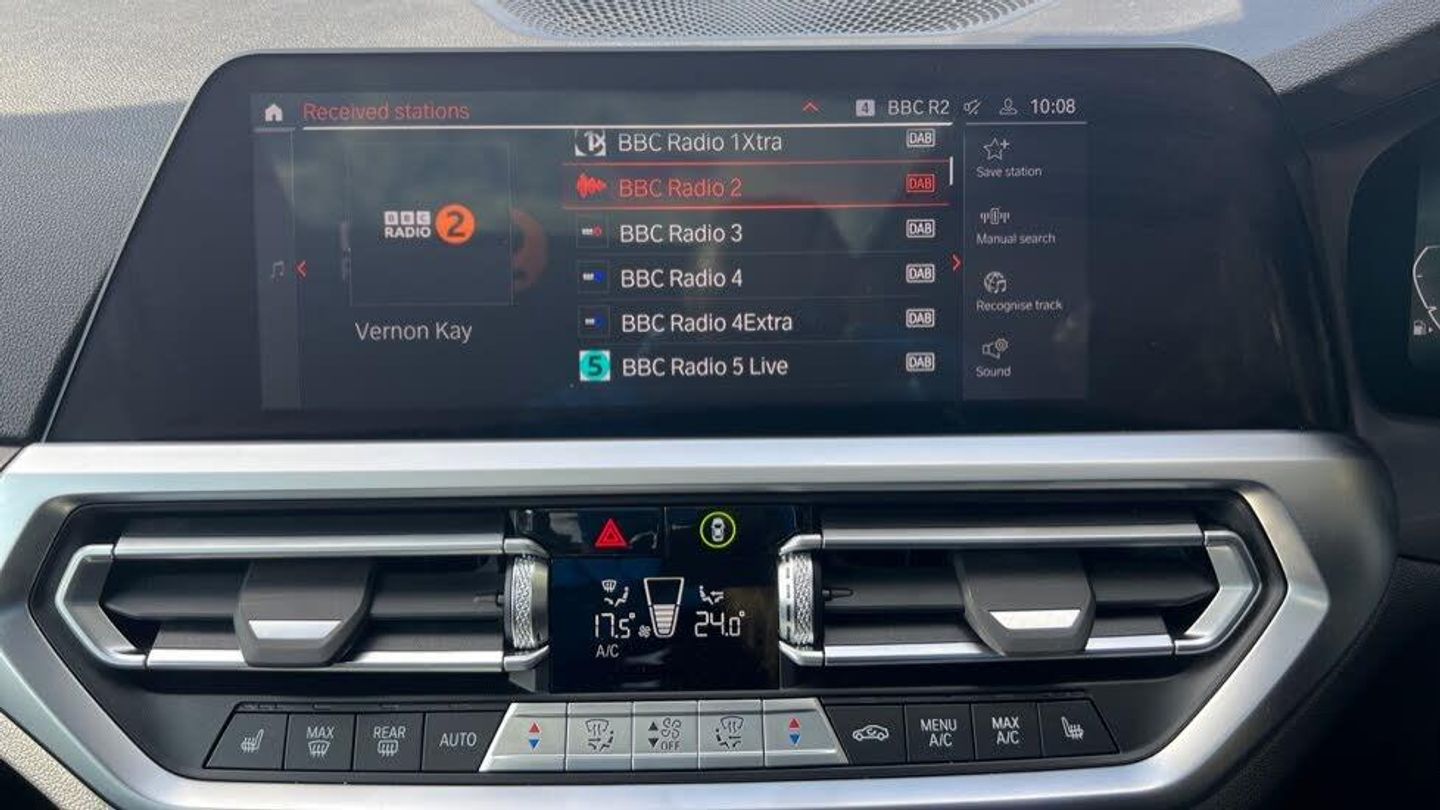 Received stations
4 BBC R2 10:08
BBC RADIO 2
Vernon Kay
1X BBC Radio 1Xtra DAB
BBC Radio 2 DAB
BBC Radio 3 DAB
BBC Radio 4 DAB
BBC Radio 4Extra DAB
5 BBC Radio 5 Live DAB
Save station
Manual search
Recognise track
Sound
17.5° 24.0°
A/C
MAX
REAR
AUTO
OFF
MENU A/C
MAX A/C